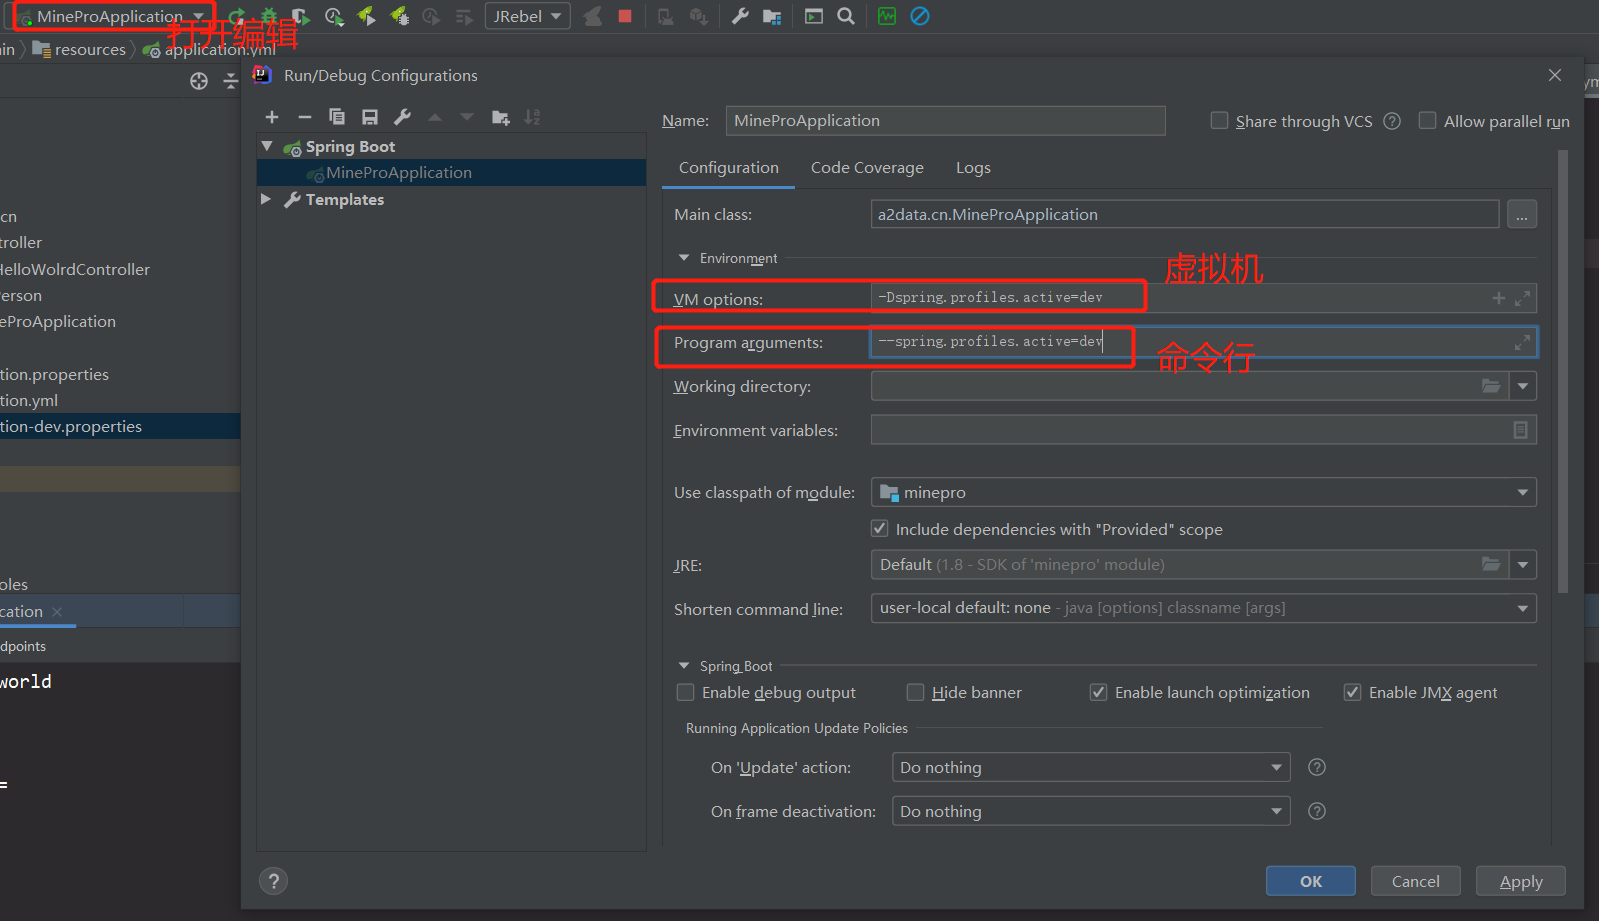 MineProApplication
JRebel
打开编辑
in
resources
application.yml
Run/Debug Configurations
Name:
MineProApplication
Share through VCS
Allow parallel run
Spring Boot
MineProApplication
Templates
Configuration
Code Coverage
Logs
Main class:
a2data.cn.MineProApplication
...
Environment
虚拟机
VM options:
-Dspring.profiles.active=dev
Program arguments:
--spring.profiles.active=dev
命令行
Working directory:
Environment variables:
Use classpath of module:
minepro
Include dependencies with "Provided" scope
JRE:
Default (1.8 - SDK of 'minepro' module)
Shorten command line:
user-local default: none - java [options] classname [args]
Spring Boot
Enable debug output
Hide banner
Enable launch optimization
Enable JMX agent
Running Application Update Policies
On 'Update' action:
Do nothing
On frame deactivation:
Do nothing
OK
Cancel
Apply
cn
troller
HelloWolrdController
erson
eProApplication
tion.properties
tion.yml
tion-dev.properties
oles
cation
dpoints
world
=
ym